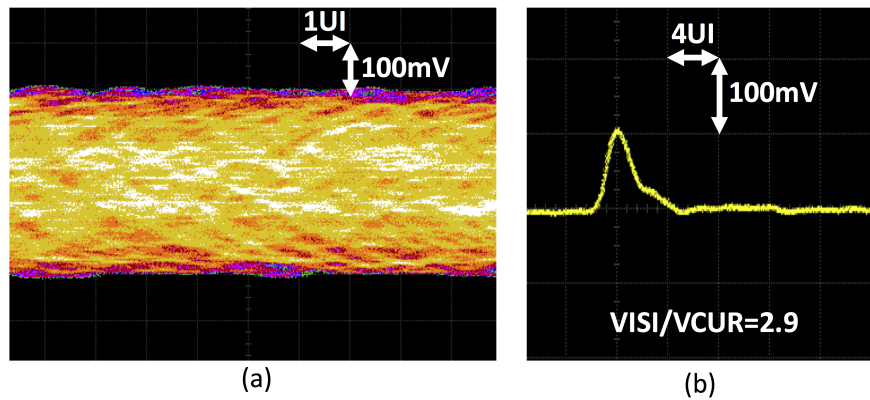 1UI
100mV
(a)
4UI
100mV
VISI/VCUR=2.9
(b)